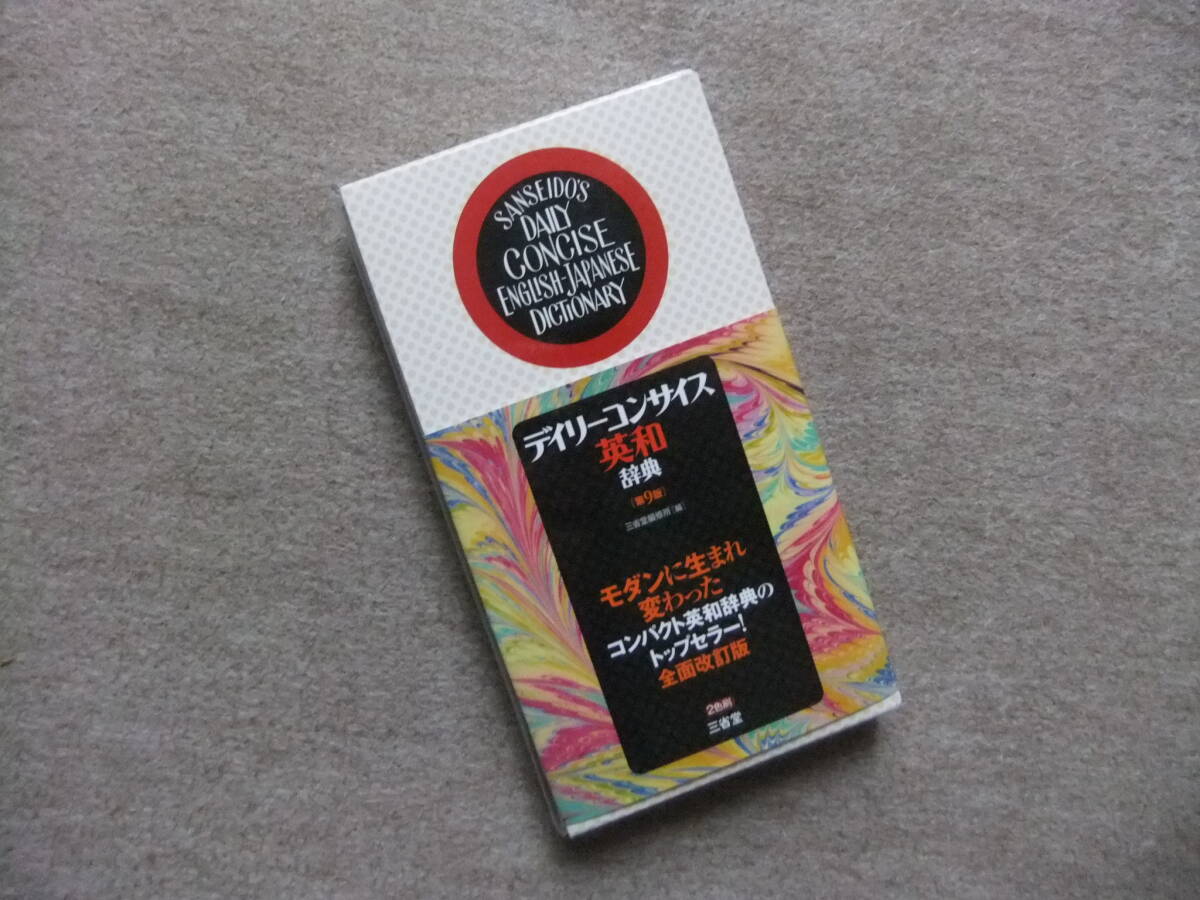 SANSEIDO'S
DAILY
CONCISE
ENGLISH-JAPANESE
DICTIONARY
デイリーコンサイス
英和
辞典
[第9版]
三省堂編修所[編]
モダンに生まれ
変わった
コンパクト英和辞典の
トップセラー!
全面改訂版
2色刷
三省堂